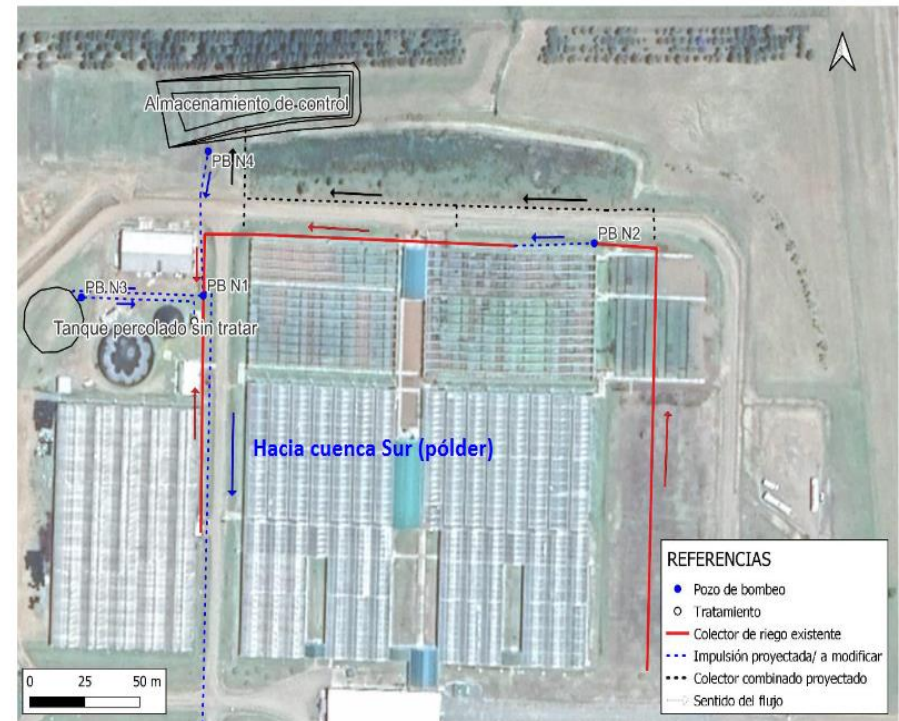 Almacenamiento de control
PB N4
PB N2
PB N3
PB N1
Tanque percolado sin tratar
Hacia cuenca Sur (pólder)
REFERENCIAS
Pozo de bombeo
Tratamiento
Colector de riego existente
Impulsión proyectada/ a modificar
Colector combinado proyectado
Sentido del flujo
0 25 50 m